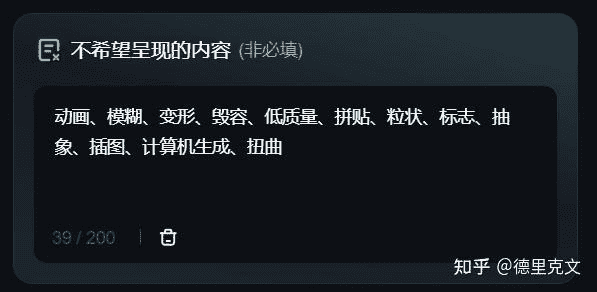 不希望呈现的内容 (非必填)
动画、模糊、变形、毁容、低质量、拼贴、粒状、标志、抽
象、插图、计算机生成、扭曲
39 / 200
知乎 @德里克文